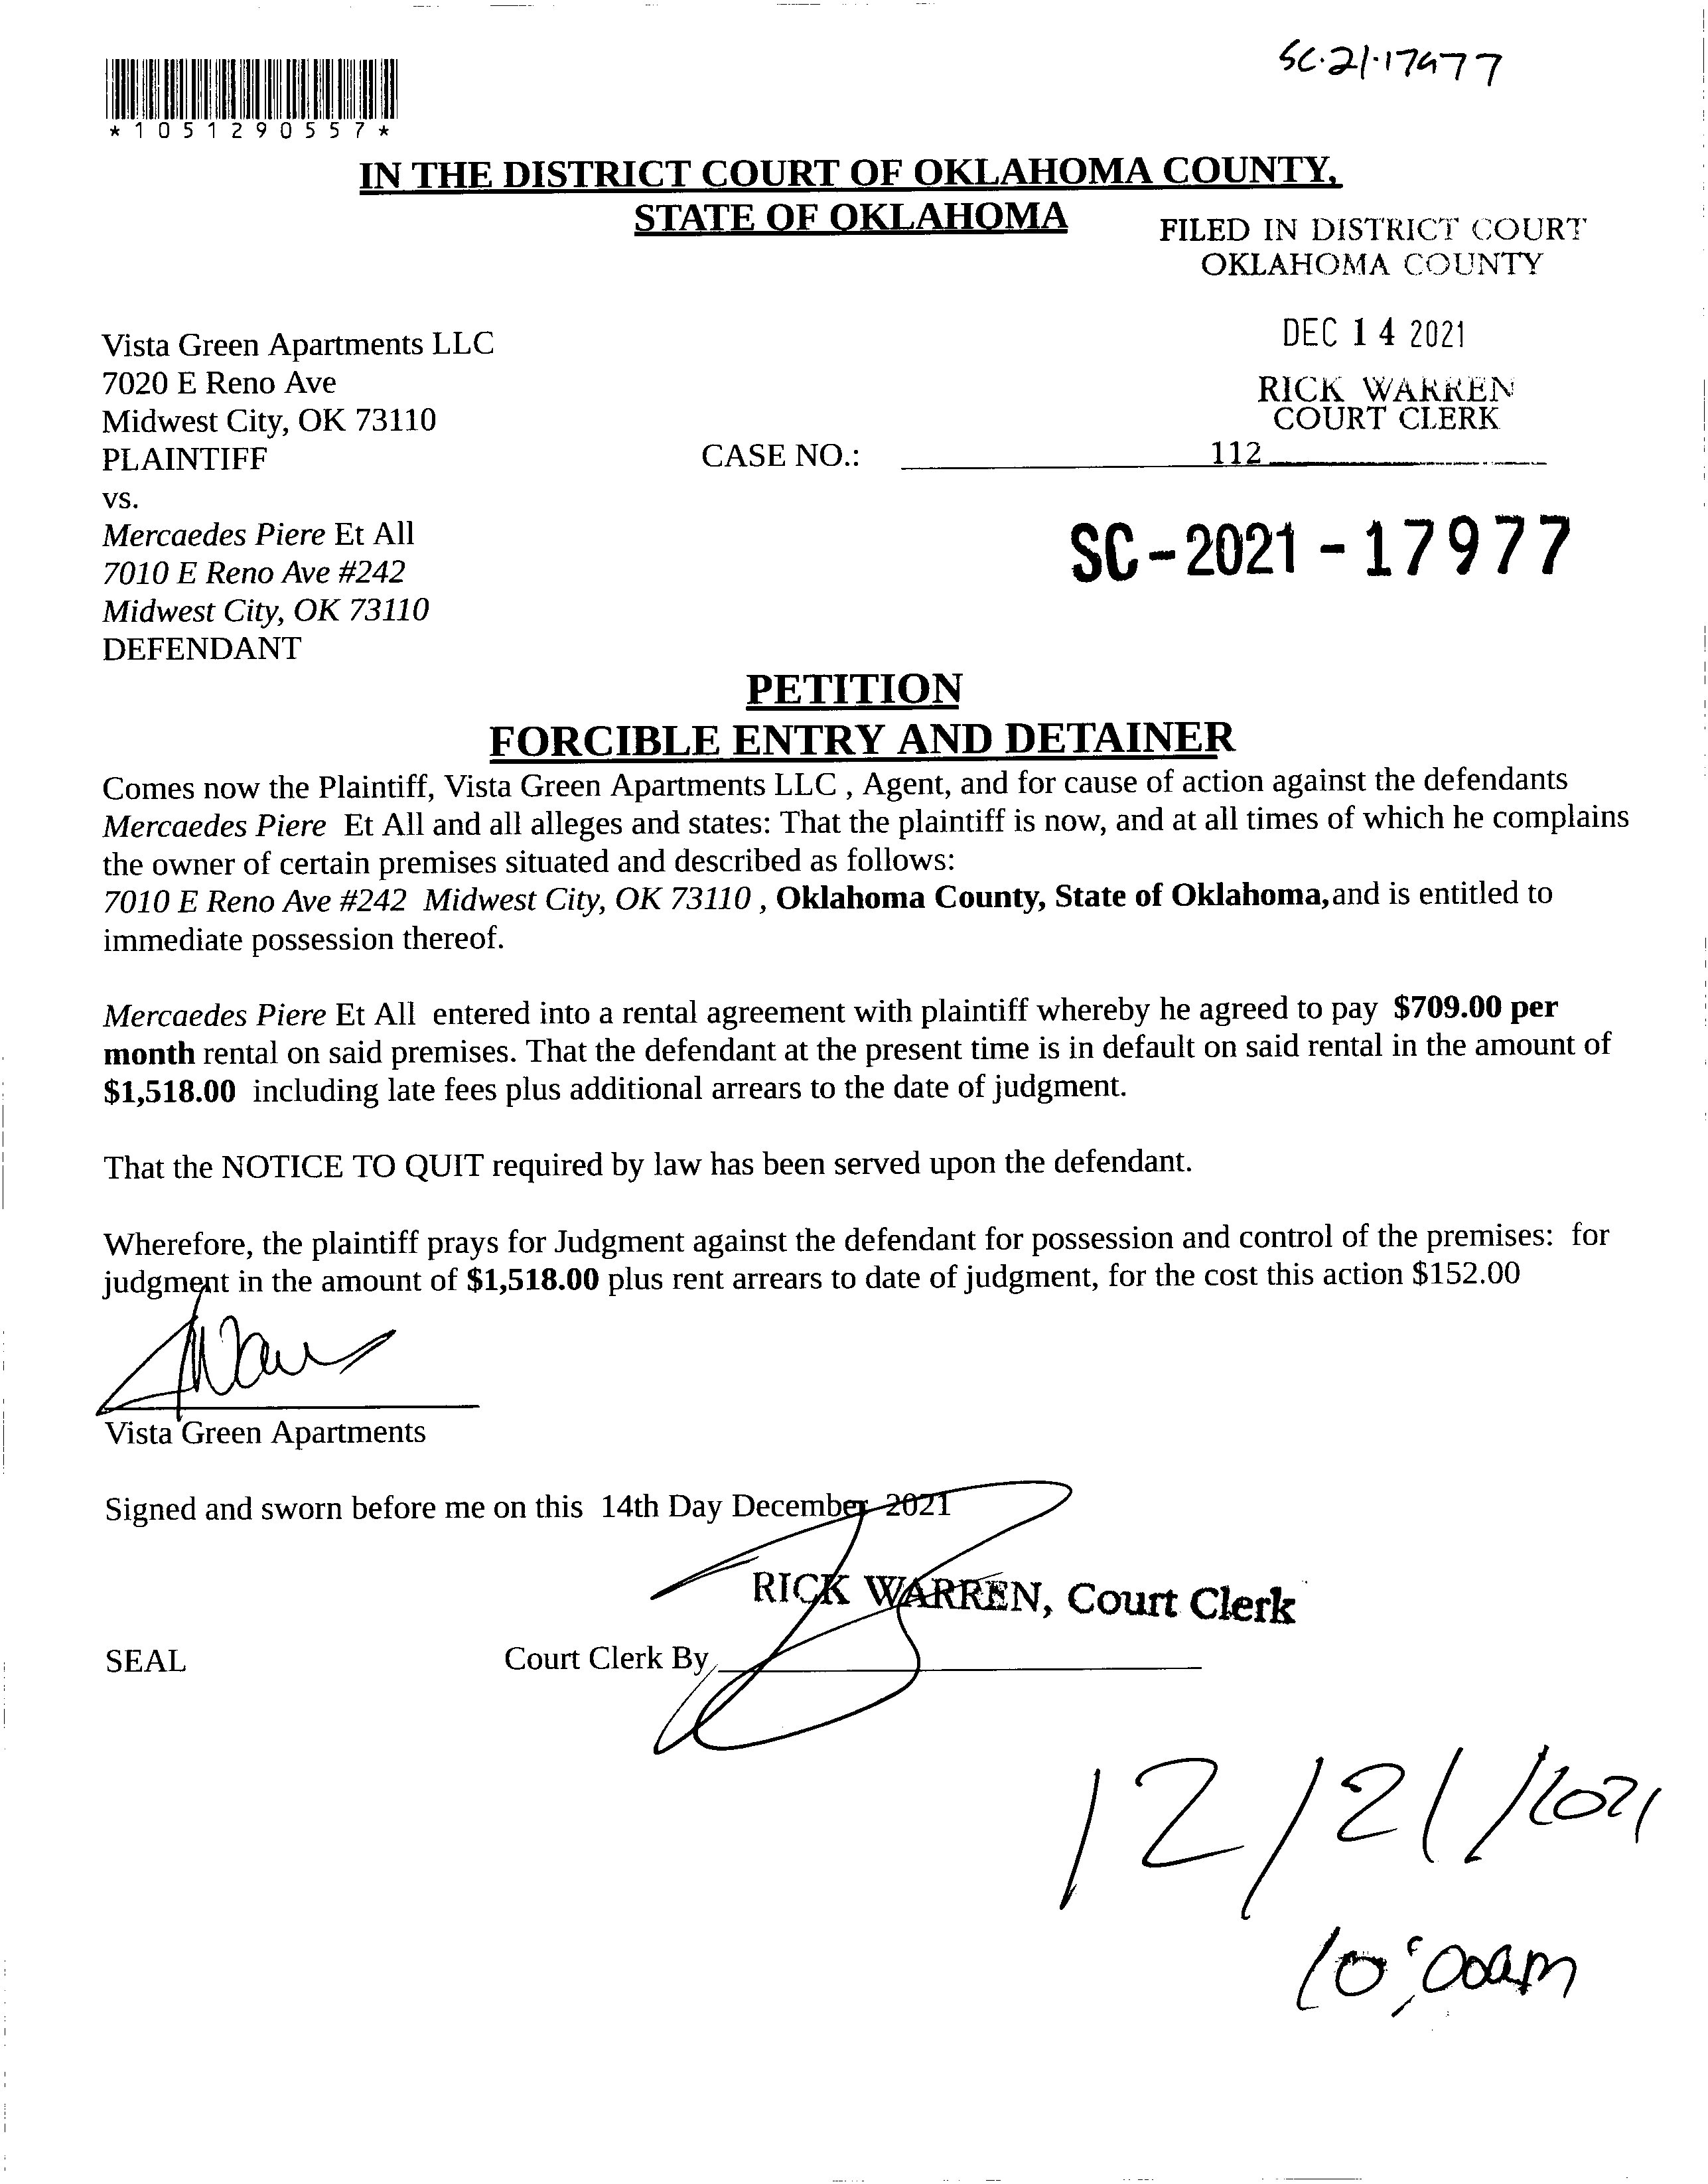 SC·21·17977
*1051290557*
IN THE DISTRICT COURT OF OKLAHOMA COUNTY,
STATE OF OKLAHOMA
FILED IN DISTRICT COURT
OKLAHOMA COUNTY
DEC 14 2021
RICK WARREN
COURT CLERK
112
Vista Green Apartments LLC
7020 E Reno Ave
Midwest City, OK 73110
PLAINTIFF
CASE NO.:
vs.
Mercaedes Piere Et All
7010 E Reno Ave #242
Midwest City, OK 73110
DEFENDANT
SC-2021-17977
PETITION
FORCIBLE ENTRY AND DETAINER
Comes now the Plaintiff, Vista Green Apartments LLC , Agent, and for cause of action against the defendants
Mercaedes Piere Et All and all alleges and states: That the plaintiff is now, and at all times of which he complains
the owner of certain premises situated and described as follows:
7010 E Reno Ave #242 Midwest City, OK 73110 , Oklahoma County, State of Oklahoma,and is entitled to
immediate possession thereof.
Mercaedes Piere Et All entered into a rental agreement with plaintiff whereby he agreed to pay $709.00 per
month rental on said premises. That the defendant at the present time is in default on said rental in the amount of
$1,518.00 including late fees plus additional arrears to the date of judgment.
That the NOTICE TO QUIT required by law has been served upon the defendant.
Wherefore, the plaintiff prays for Judgment against the defendant for possession and control of the premises: for
judgment in the amount of $1,518.00 plus rent arrears to date of judgment, for the cost this action $152.00
Vista Green Apartments
Signed and sworn before me on this 14th Day December 2021
RICK WARREN, Court Clerk
SEAL
Court Clerk By
12/21/2021
10:00am